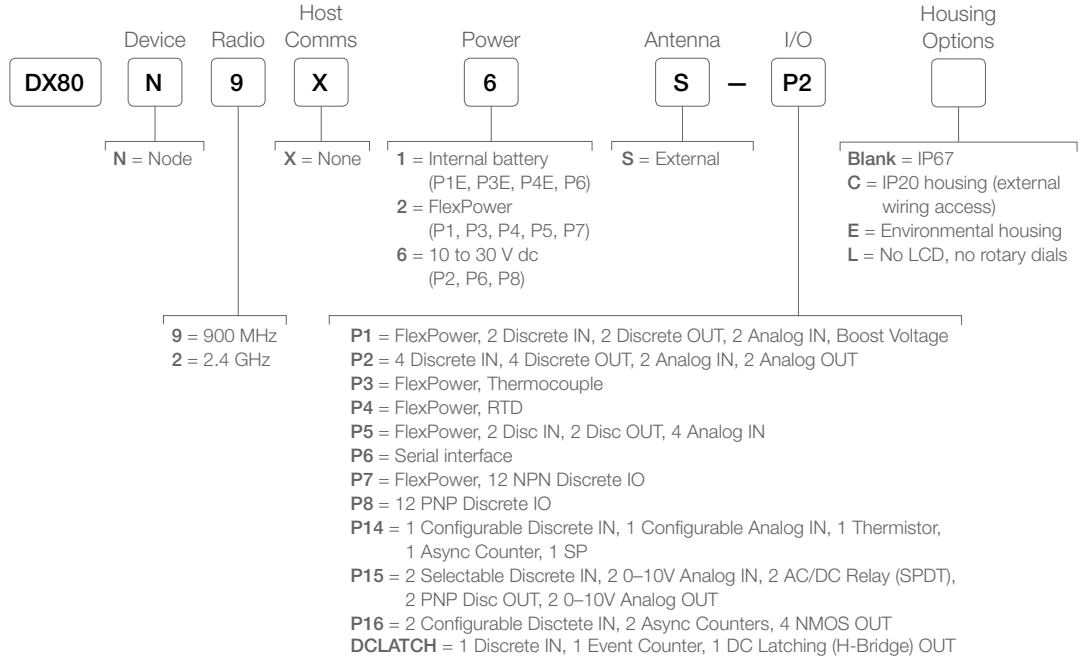 Host Housing
Device Radio Comms Power Antenna I/O Options
DX80 N 9 X 6 S – P2
N = Node
X = None
1 = Internal battery
(P1E, P3E, P4E, P6)
2 = FlexPower
(P1, P3, P4, P5, P7)
6 = 10 to 30 V dc
(P2, P6, P8)
S = External
Blank = IP67
C = IP20 housing (external
wiring access)
E = Environmental housing
L = No LCD, no rotary dials
9 = 900 MHz
2 = 2.4 GHz
P1 = FlexPower, 2 Discrete IN, 2 Discrete OUT, 2 Analog IN, Boost Voltage
P2 = 4 Discrete IN, 4 Discrete OUT, 2 Analog IN, 2 Analog OUT
P3 = FlexPower, Thermocouple
P4 = FlexPower, RTD
P5 = FlexPower, 2 Disc IN, 2 Disc OUT, 4 Analog IN
P6 = Serial interface
P7 = FlexPower, 12 NPN Discrete IO
P8 = 12 PNP Discrete IO
P14 = 1 Configurable Discrete IN, 1 Configurable Analog IN, 1 Thermistor,
1 Async Counter, 1 SP
P15 = 2 Selectable Discrete IN, 2 0–10V Analog IN, 2 AC/DC Relay (SPDT),
2 PNP Disc OUT, 2 0–10V Analog OUT
P16 = 2 Configurable Disctete IN, 2 Async Counters, 4 NMOS OUT
DCLATCH = 1 Discrete IN, 1 Event Counter, 1 DC Latching (H-Bridge) OUT